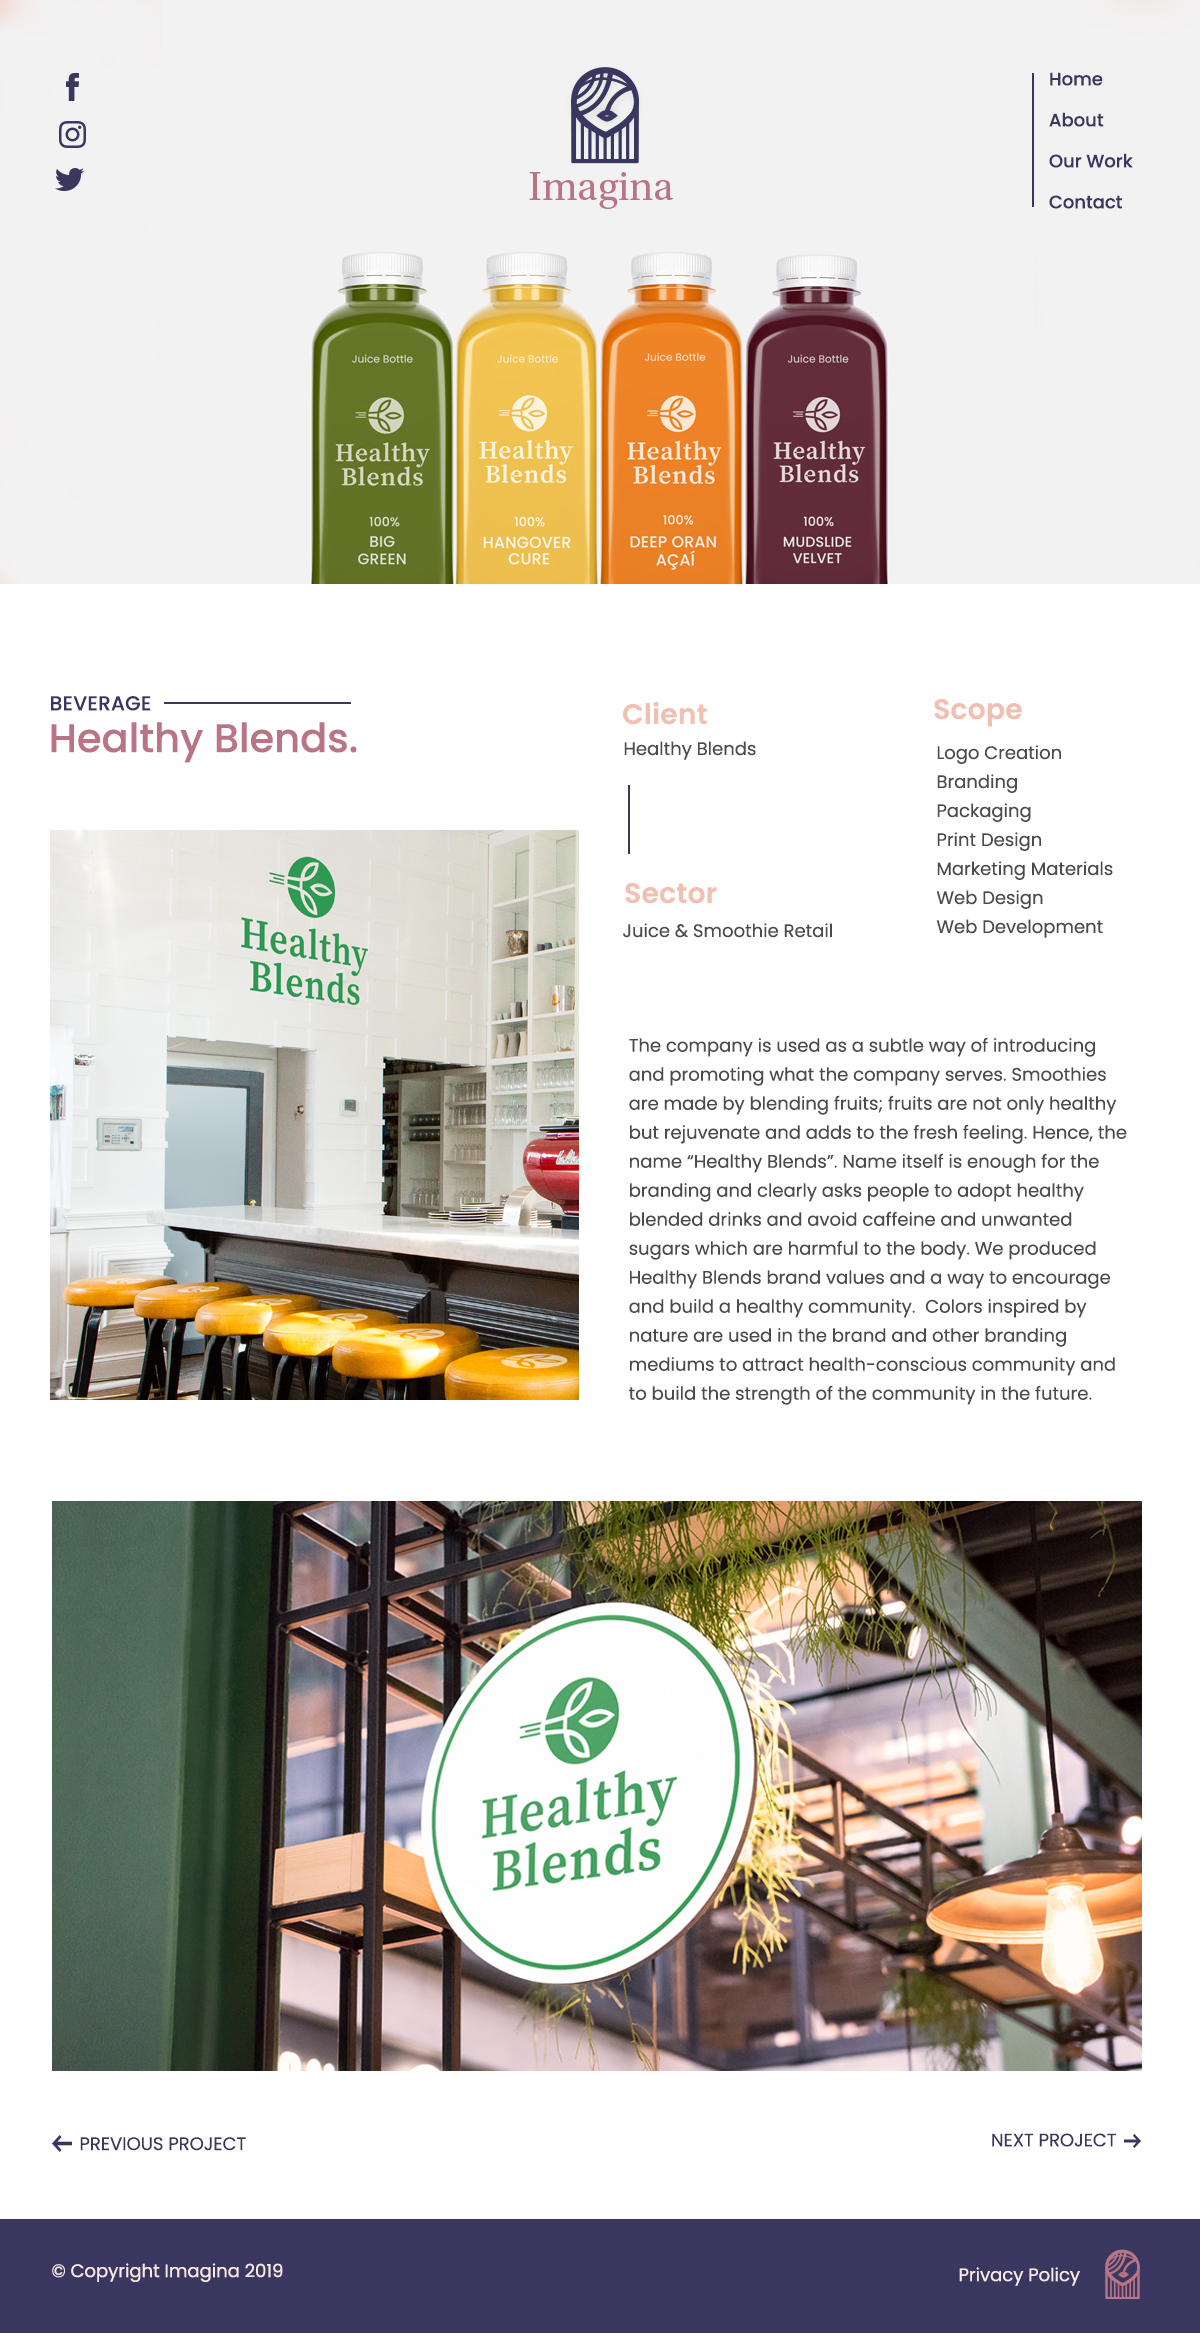 Home
About
Our Work
Contact
Imagina
Juice Bottle
Healthy
Blends
100%
BIG
GREEN
Juice Bottle
Healthy
Blends
100%
HANGOVER
CURE
Juice Bottle
Healthy
Blends
100%
DEEP ORAN
AÇAÍ
Juice Bottle
Healthy
Blends
100%
MUDSLIDE
VELVET
BEVERAGE
Healthy Blends.
Client
Healthy Blends
Sector
Juice & Smoothie Retail
Scope
Logo Creation
Branding
Packaging
Print Design
Marketing Materials
Web Design
Web Development
Healthy
Blends
The company is used as a subtle way of introducing
and promoting what the company serves. Smoothies
are made by blending fruits; fruits are not only healthy
but rejuvenate and adds to the fresh feeling. Hence, the
name “Healthy Blends”. Name itself is enough for the
branding and clearly asks people to adopt healthy
blended drinks and avoid caffeine and unwanted
sugars which are harmful to the body. We produced
Healthy Blends brand values and a way to encourage
and build a healthy community.  Colors inspired by
nature are used in the brand and other branding
mediums to attract health-conscious community and
to build the strength of the community in the future.
Healthy
Blends
PREVIOUS PROJECT
NEXT PROJECT
© Copyright Imagina 2019
Privacy Policy